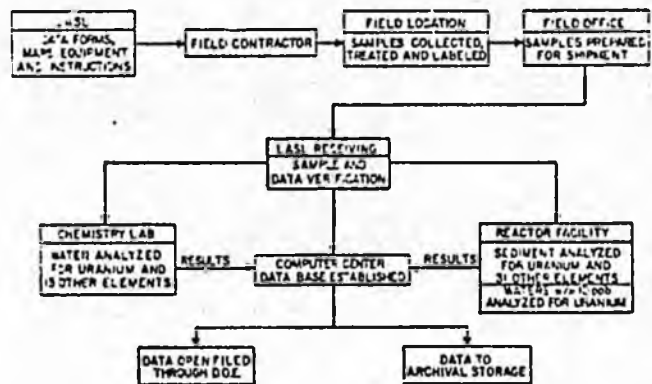 LASL
DATA FORMS,
MAPS, EQUIPMENT
AND INSTRUCTIONS
FIELD CONTRACTOR
FIELD LOCATION
SAMPLES COLLECTED,
TREATED AND LABELED
FIELD OFFICE
SAMPLES PREPARED
FOR SHIPMENT
LASL RECEIVING
SAMPLE AND
DATA VERIFICATION
CHEMISTRY LAB
WATER ANALYZED
FOR URANIUM AND
OTHER ELEMENTS
RESULTS
COMPUTER CENTER
DATA BASE ESTABLISHED
RESULTS
REACTOR FACILITY
SEDIMENT ANALYZED
FOR URANIUM AND
31 OTHER ELEMENTS
WATERS
ANALYZED FOR URANIUM
DATA OPEN FILED
THROUGH D.O.E.
DATA TO
ARCHIVAL STORAGE